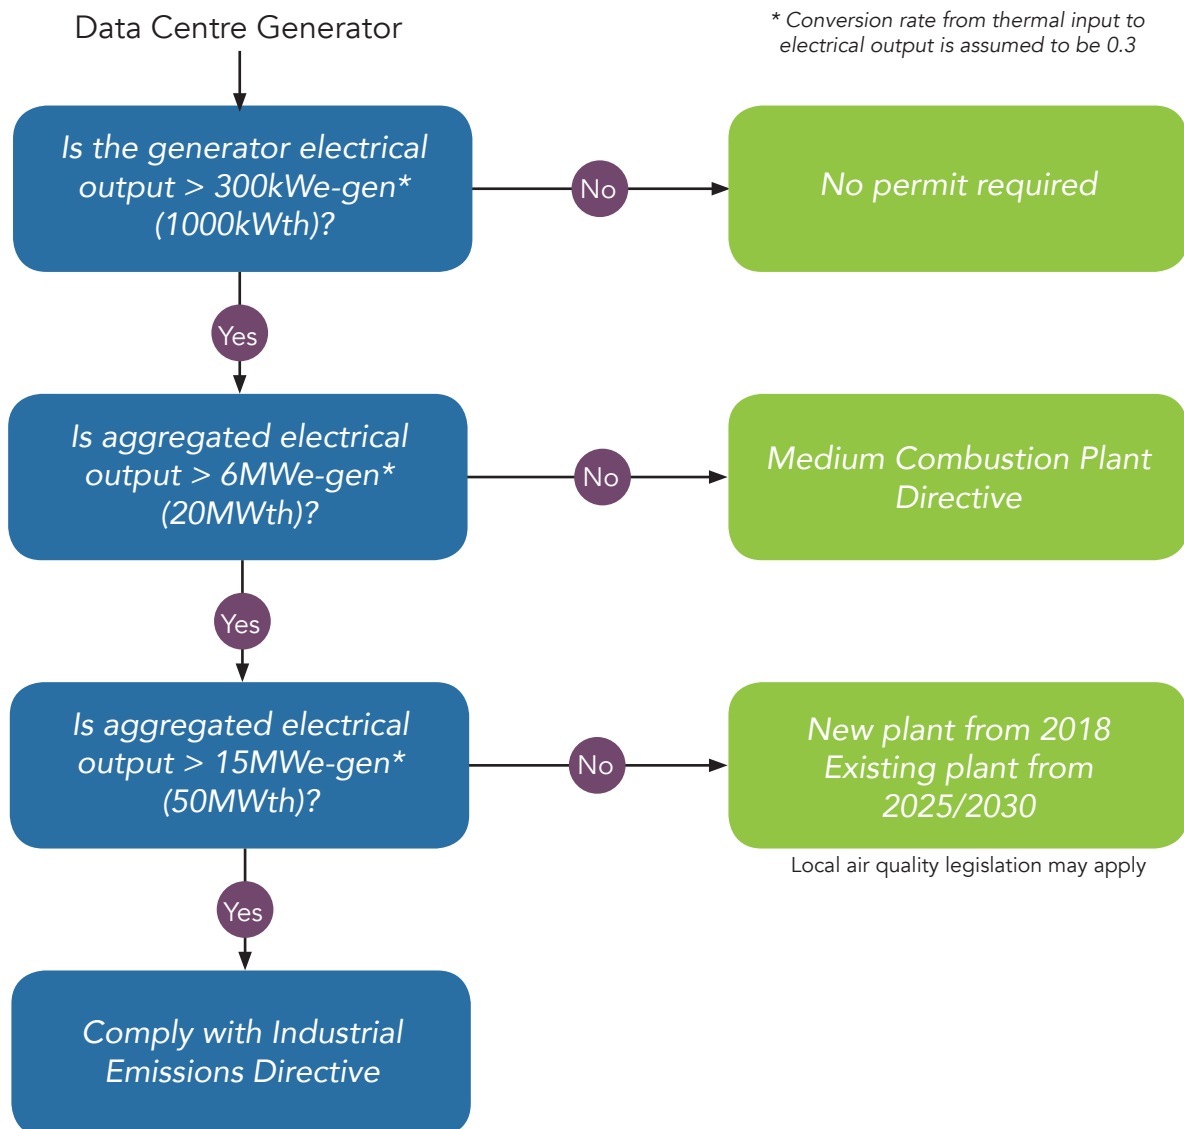 Data Centre Generator
* Conversion rate from thermal input to
electrical output is assumed to be 0.3
Is the generator electrical
output > 300kWe-gen*
(1000kWth)?
No
No permit required
Yes
Is aggregated electrical
output > 6MWe-gen*
(20MWth)?
No
Medium Combustion Plant
Directive
Yes
Is aggregated electrical
output > 15MWe-gen*
(50MWth)?
No
New plant from 2018
Existing plant from
2025/2030
Local air quality legislation may apply
Yes
Comply with Industrial
Emissions Directive